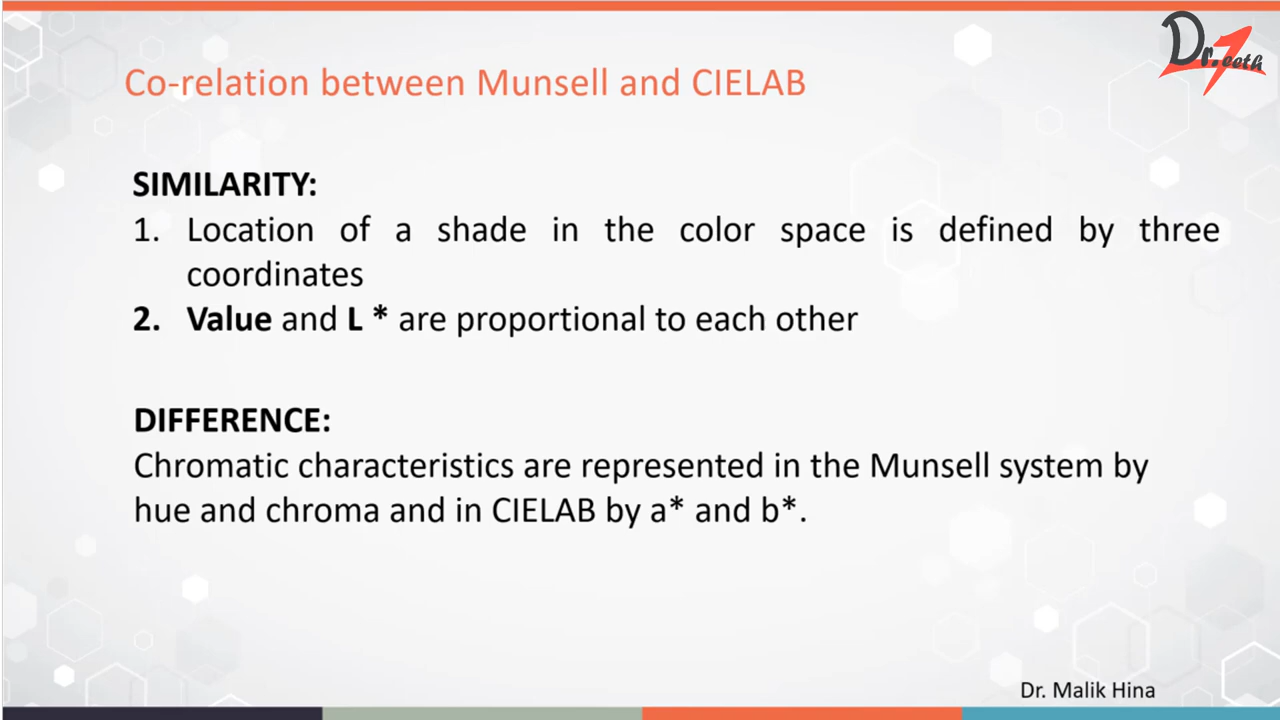 Dr.eeth
Co-relation between Munsell and CIELAB
SIMILARITY:
1. Location of a shade in the color space is defined by three
coordinates
2. Value and L * are proportional to each other
DIFFERENCE:
Chromatic characteristics are represented in the Munsell system by
hue and chroma and in CIELAB by a* and b*.
Dr. Malik Hina